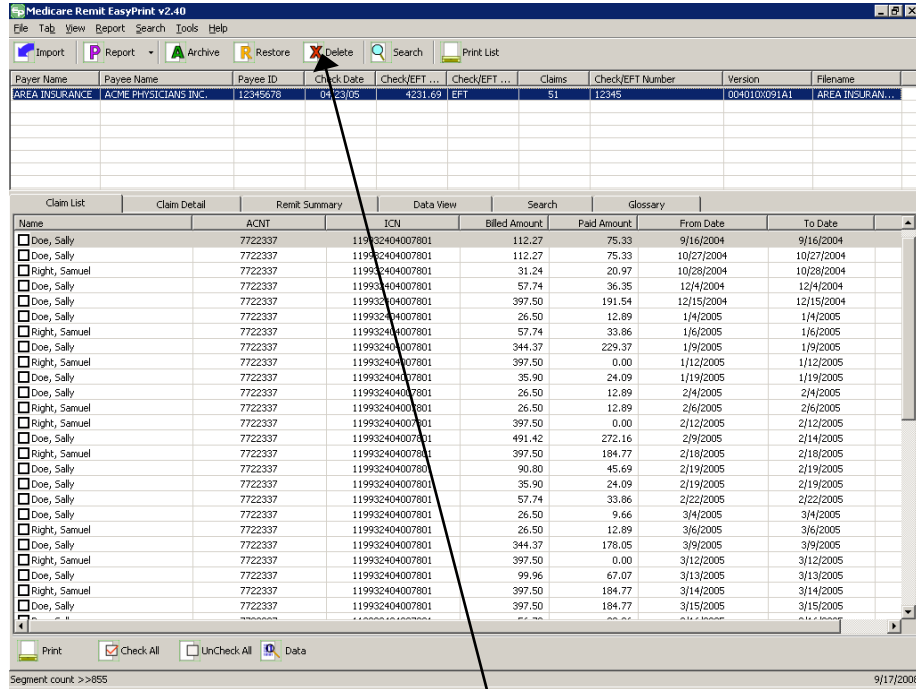 Medicare Remit EasyPrint v2.40
File Tab View Report Search Tools Help
Import Report Archive Restore Delete Search Print List
Payer Name Payee Name Payee ID Check Date Check/EFT ... Check/EFT ... Claims Check/EFT Number Version Filename
AREA INSURANCE ACME PHYSICIANS INC. 12345678 04/23/05 4231.69 EFT 51 12345 004010X091A1 AREA INSURAN...
Claim List Claim Detail Remit Summary Data View Search Glossary
Name ACNT ICN Billed Amount Paid Amount From Date To Date
Doe, Sally 7722337 119932404007801 112.27 75.33 9/16/2004 9/16/2004
Doe, Sally 7722337 119932404007801 112.27 75.33 10/27/2004 10/27/2004
Right, Samuel 7722337 119932404007801 31.24 20.97 10/28/2004 10/28/2004
Doe, Sally 7722337 119932404007801 57.74 36.35 12/4/2004 12/4/2004
Doe, Sally 7722337 119932404007801 397.50 191.54 12/15/2004 12/15/2004
Doe, Sally 7722337 119932404007801 26.50 12.89 1/4/2005 1/4/2005
Right, Samuel 7722337 119932404007801 57.74 33.86 1/6/2005 1/6/2005
Doe, Sally 7722337 119932404007801 344.37 229.37 1/9/2005 1/9/2005
Right, Samuel 7722337 119932404007801 397.50 0.00 1/12/2005 1/12/2005
Doe, Sally 7722337 119932404007801 35.90 24.09 1/19/2005 1/19/2005
Doe, Sally 7722337 119932404007801 26.50 12.89 2/4/2005 2/4/2005
Right, Samuel 7722337 119932404007801 26.50 12.89 2/6/2005 2/6/2005
Right, Samuel 7722337 119932404007801 397.50 0.00 2/12/2005 2/12/2005
Doe, Sally 7722337 119932404007801 491.42 272.16 2/9/2005 2/14/2005
Right, Samuel 7722337 119932404007801 397.50 184.77 2/18/2005 2/18/2005
Doe, Sally 7722337 119932404007801 90.80 45.69 2/19/2005 2/19/2005
Doe, Sally 7722337 119932404007801 35.90 24.09 2/19/2005 2/19/2005
Doe, Sally 7722337 119932404007801 57.74 33.86 2/22/2005 2/22/2005
Doe, Sally 7722337 119932404007801 26.50 9.66 3/4/2005 3/4/2005
Right, Samuel 7722337 119932404007801 26.50 12.89 3/6/2005 3/6/2005
Doe, Sally 7722337 119932404007801 344.37 178.05 3/9/2005 3/9/2005
Right, Samuel 7722337 119932404007801 397.50 0.00 3/12/2005 3/12/2005
Doe, Sally 7722337 119932404007801 99.96 67.07 3/13/2005 3/13/2005
Right, Samuel 7722337 119932404007801 397.50 184.77 3/14/2005 3/14/2005
Doe, Sally 7722337 119932404007801 397.50 184.77 3/15/2005 3/15/2005
Print Check All UnCheck All Data
Segment count >>855